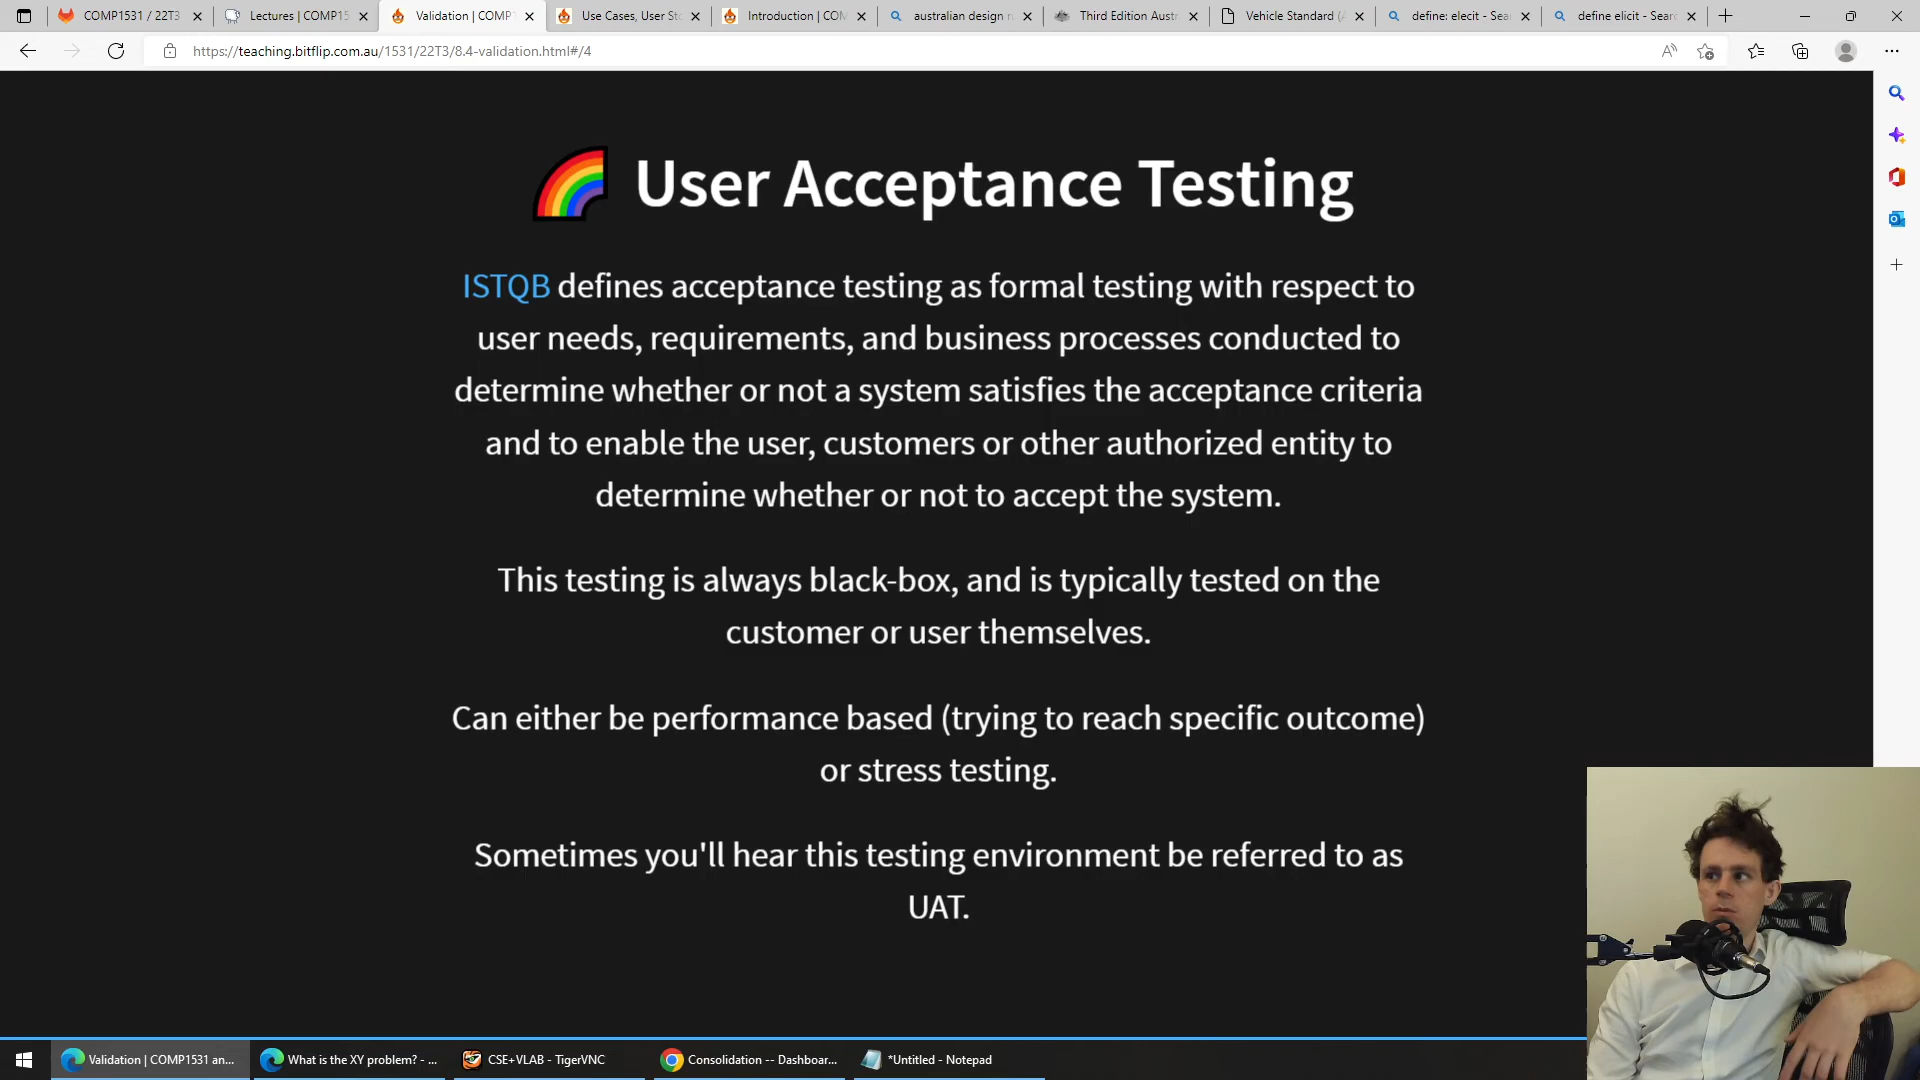 COMP1531 / 22T3
Lectures | COMP15
Validation | COMP1
Use Cases, User Sto
Introduction | COM
australian design r
Third Edition Austr
Vehicle Standard (A
define: elecit - Sear
define elicit - Searc
https://teaching.bitflip.com.au/1531/22T3/8.4-validation.html#/4
User Acceptance Testing
ISTQB defines acceptance testing as formal testing with respect to
user needs, requirements, and business processes conducted to
determine whether or not a system satisfies the acceptance criteria
and to enable the user, customers or other authorized entity to
determine whether or not to accept the system.
This testing is always black-box, and is typically tested on the
customer or user themselves.
Can either be performance based (trying to reach specific outcome)
or stress testing.
Sometimes you'll hear this testing environment be referred to as
UAT.
Validation | COMP1531 an...
What is the XY problem? - ...
CSE+VLAB - TigerVNC
Consolidation -- Dashboar...
*Untitled - Notepad